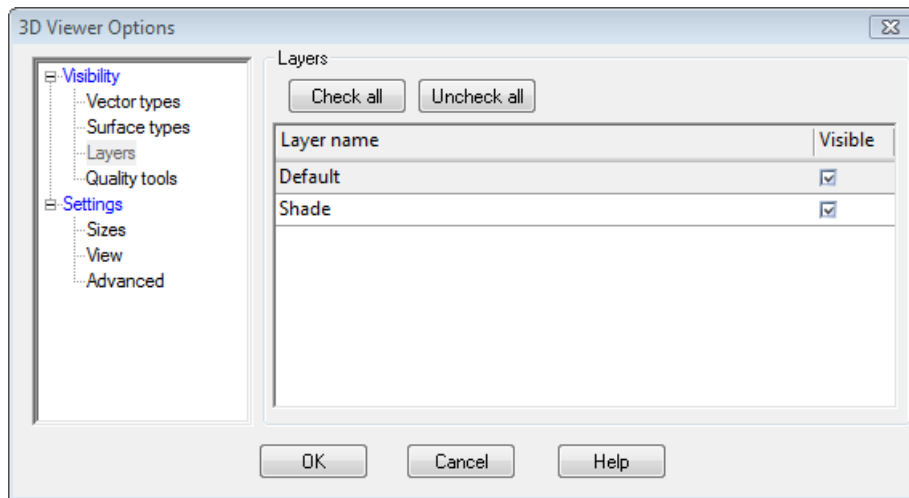 3D Viewer Options
Visibility
Vector types
Surface types
Layers
Quality tools
Settings
Sizes
View
Advanced
Layers
Check all Uncheck all
Layer name Visible
Default
Shade
OK Cancel Help